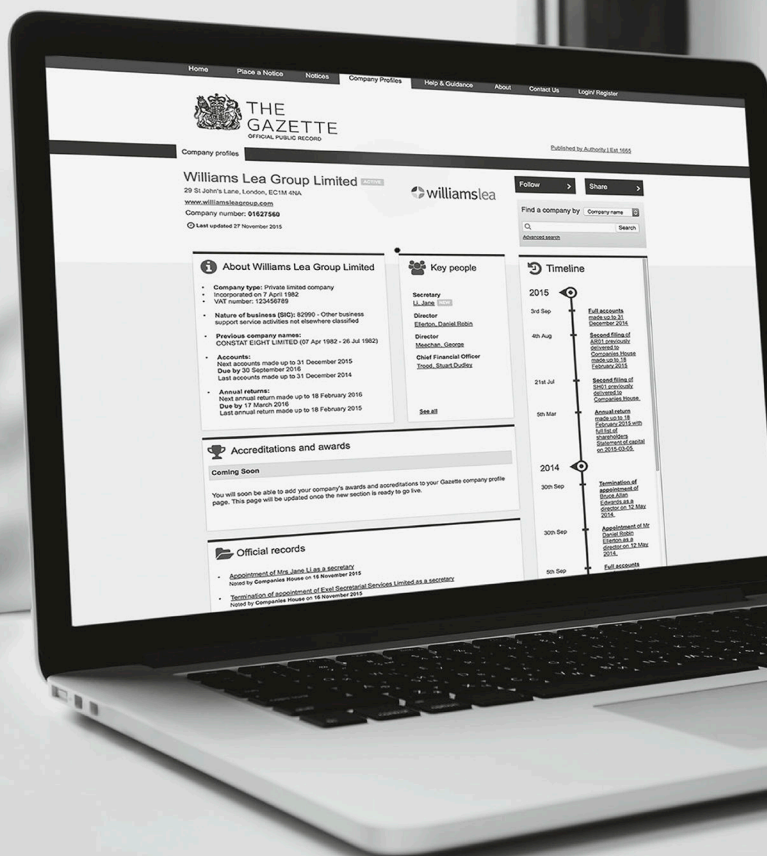 Home Place a Notice Notices Company Profiles Help & Guidance About Contact Us Login/ Register
THE
GAZETTE
OFFICIAL PUBLIC RECORD
Published by Authority | Est 1665
Company profiles
Williams Lea Group Limited ACTIVE
29 St John's Lane, London, EC1M 4NA
www.williamsleagroup.com
Company number: 01627560
Last updated 27 November 2015
williamslea
Follow
Share
Find a company by Company name
Search
Advanced search
About Williams Lea Group Limited
Company type: Private limited company
Incorporated on 7 April 1982
VAT number: 123456789
Nature of business (SIC): 82990 - Other business
support service activities not elsewhere classified
Previous company names:
CONSTAT EIGHT LIMITED (07 Apr 1982 - 26 Jul 1982)
Accounts:
Next accounts made up to 31 December 2015
Due by 30 September 2016
Last accounts made up to 31 December 2014
Annual returns:
Next annual return made up to 18 February 2016
Due by 17 March 2016
Last annual return made up to 18 February 2015
Key people
Secretary
Li, Jane NEW
Director
Ellerton, Daniel Robin
Director
Meechan, George
Chief Financial Officer
Trood, Stuart Dudley
See all
Timeline
2015
3rd Sep
Full accounts
made up to 31
December 2014
4th Aug
Second filing of
AR01 previously
delivered to
Companies House
made up to 18
February 2015
21st Jul
Second filing of
SH01 previously
delivered to
Companies House
5th Mar
Annual return
made up to 18
February 2015 with
full list of
shareholders
Statement of capital
on 2015-03-05
2014
30th Sep
Termination of
appointment of
Bruce Allan
Edwards as a
director on 12 May
2014
30th Sep
Appointment of Mr
Daniel Robin
Ellerton as a
director on 12 May
2014
5th Sep
Full accounts
Accreditations and awards
Coming Soon
You will soon be able to add your company's awards and accreditations to your Gazette company profile
page. This page will be updated once the new section is ready to go live.
Official records
Appointment of Mrs Jane Li as a secretary
Noted by Companies House on 16 November 2015
Termination of appointment of Exel Secretarial Services Limited as a secretary
Noted by Companies House on 16 November 2015